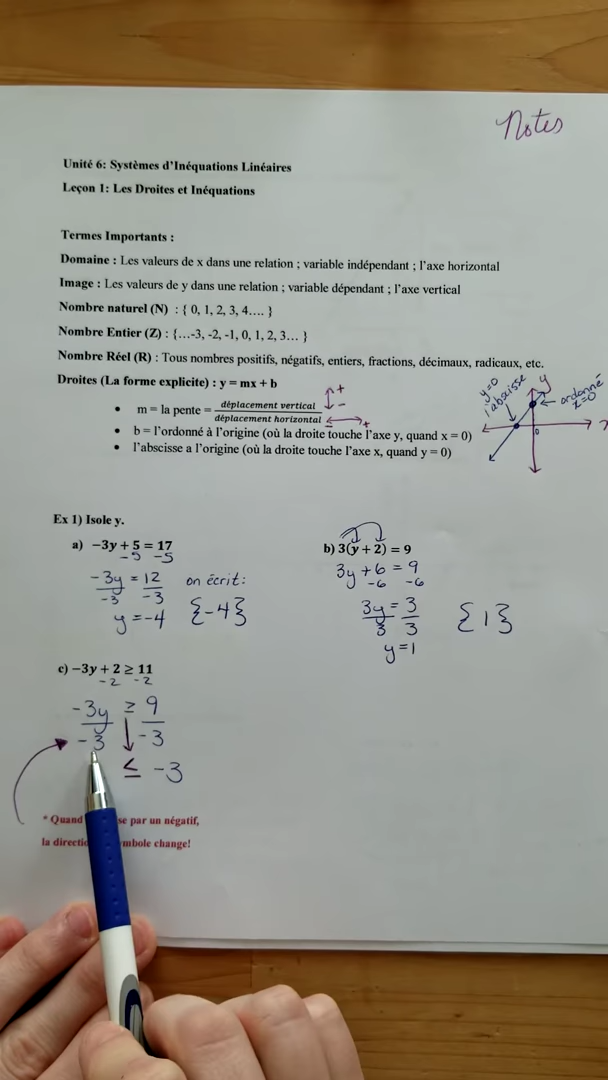 Notes
Unité 6: Systèmes d'Inéquations Linéaires
Leçon 1: Les Droites et Inéquations
Termes Importants :
Domaine : Les valeurs de x dans une relation ; variable indépendant ; l'axe horizontal
Image : Les valeurs de y dans une relation ; variable dépendant ; l'axe vertical
Nombre naturel (N) : { 0, 1, 2, 3, 4.... }
Nombre Entier (Z) : {...-3, -2, -1, 0, 1, 2, 3... }
Nombre Réel (R) : Tous nombres positifs, négatifs, entiers, fractions, décimaux, radicaux, etc.
Droites (La forme explicite) : y = mx + b
• m = la pente = déplacement vertical / déplacement horizontal
+
−
− +
• b = l'ordonné à l'origine (où la droite touche l'axe y, quand x = 0)
• l'abscisse a l'origine (où la droite touche l'axe x, quand y = 0)
y=0
l'abscisse
y
ordonné
x=0
0
Ex 1) Isole y.
a) −3y + 5 = 17
-5 -5
-3y = 12
-3 -3
y = -4
on écrit:
{-4}
b) 3(y + 2) = 9
3y + 6 = 9
-6 -6
3y = 3
3 3
y = 1
{1}
c) −3y + 2 ≥ 11
-2 -2
-3y ≥ 9
-3 -3
≤ -3
* Quand se par un négatif,
la mbole change!